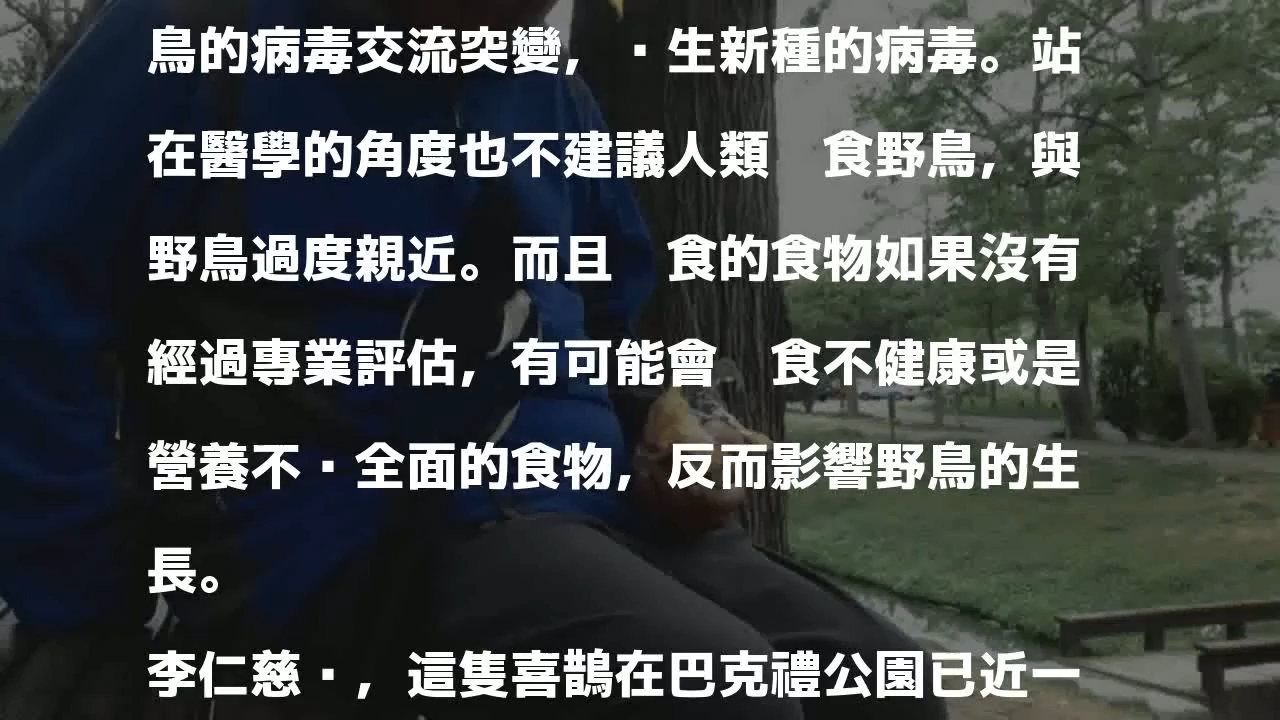 鳥的病毒交流突變，▪生新種的病毒。站
在醫學的角度也不建議人類　食野鳥，與
野鳥過度親近。而且　食的食物如果沒有
經過專業評估，有可能會　食不健康或是
營養不▪全面的食物，反而影響野鳥的生
長。
李仁慈▪，這隻喜鵲在巴克禮公園已近一